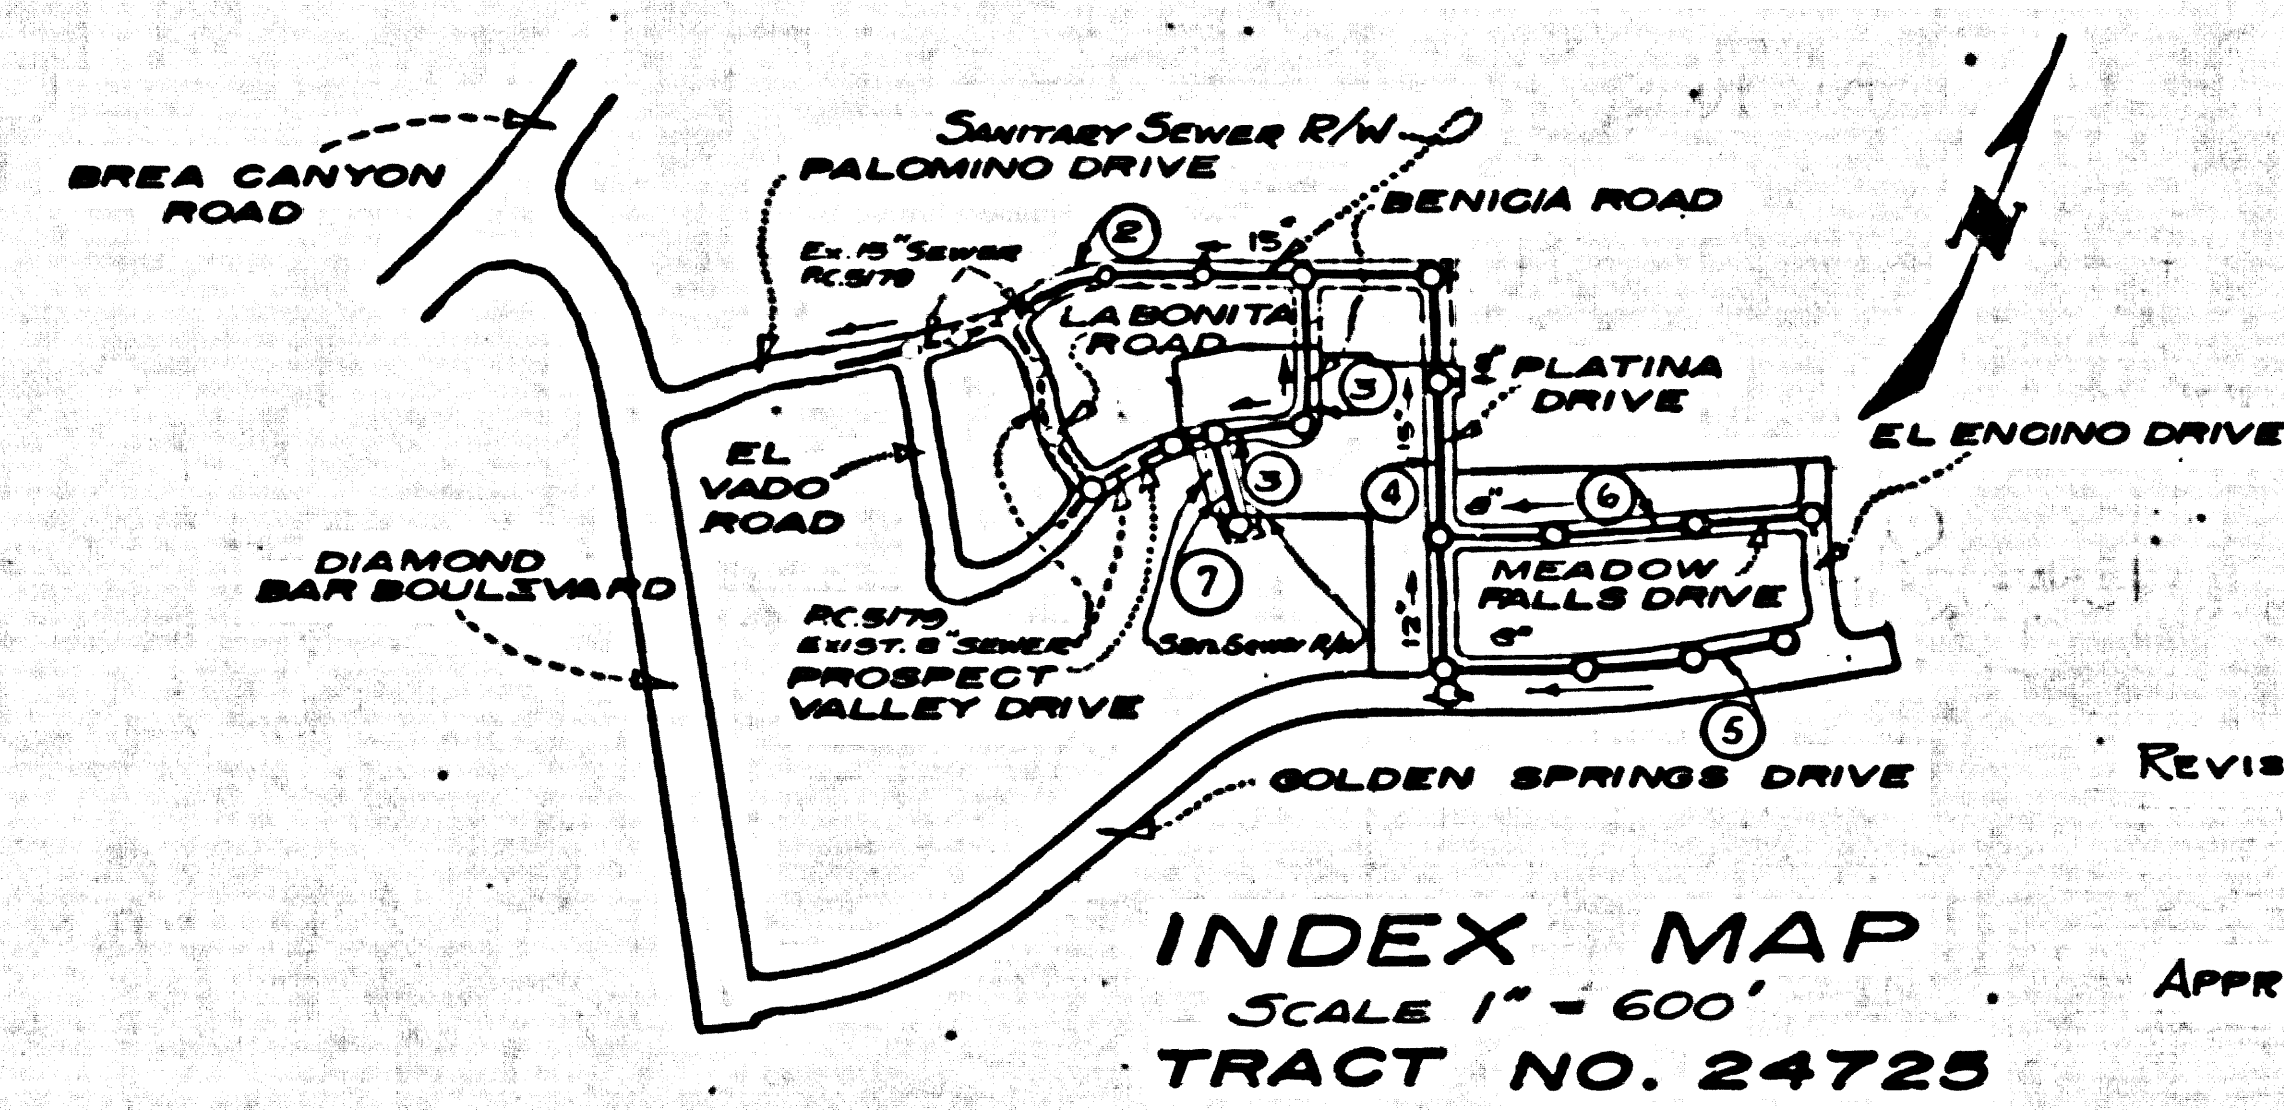 SANITARY SEWER R/W
BREA CANYON
ROAD
PALOMINO DRIVE
BENICIA ROAD
2
15"
EX. 15" SEWER
P.C. 5179
N
LA BONITA
ROAD
8"
PLATINA
DRIVE
3
15"
EL ENCINO DRIVE
EL
VADO
ROAD
3
4
8"
6
DIAMOND
BAR BOULEVARD
7
MEADOW
FALLS DRIVE
12"
8"
P.C. 5179
EXIST. 8" SEWER
San. Sewer R/W
PROSPECT
VALLEY DRIVE
5
GOLDEN SPRINGS DRIVE
REVIS
INDEX MAP
SCALE 1" = 600'
APPR
TRACT NO. 24725